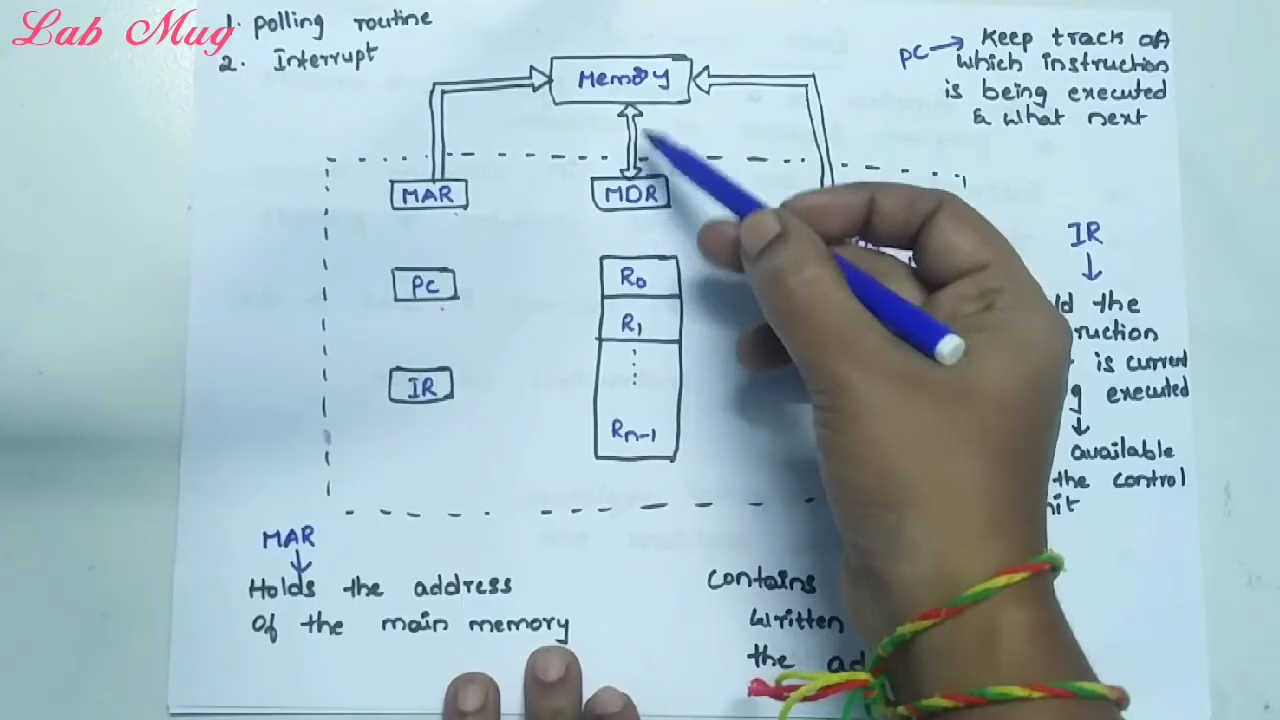 Lab Mug
1. Polling routine
2. Interrupt
Memory
PC → Keep track of
which instruction
is being executed
& what next
MAR
MDR
PC
R0
R1
IR
Rn-1
IR
the
is current
executed
available
the control
MAR
Holds the address
of the main memory
Contains
written
the